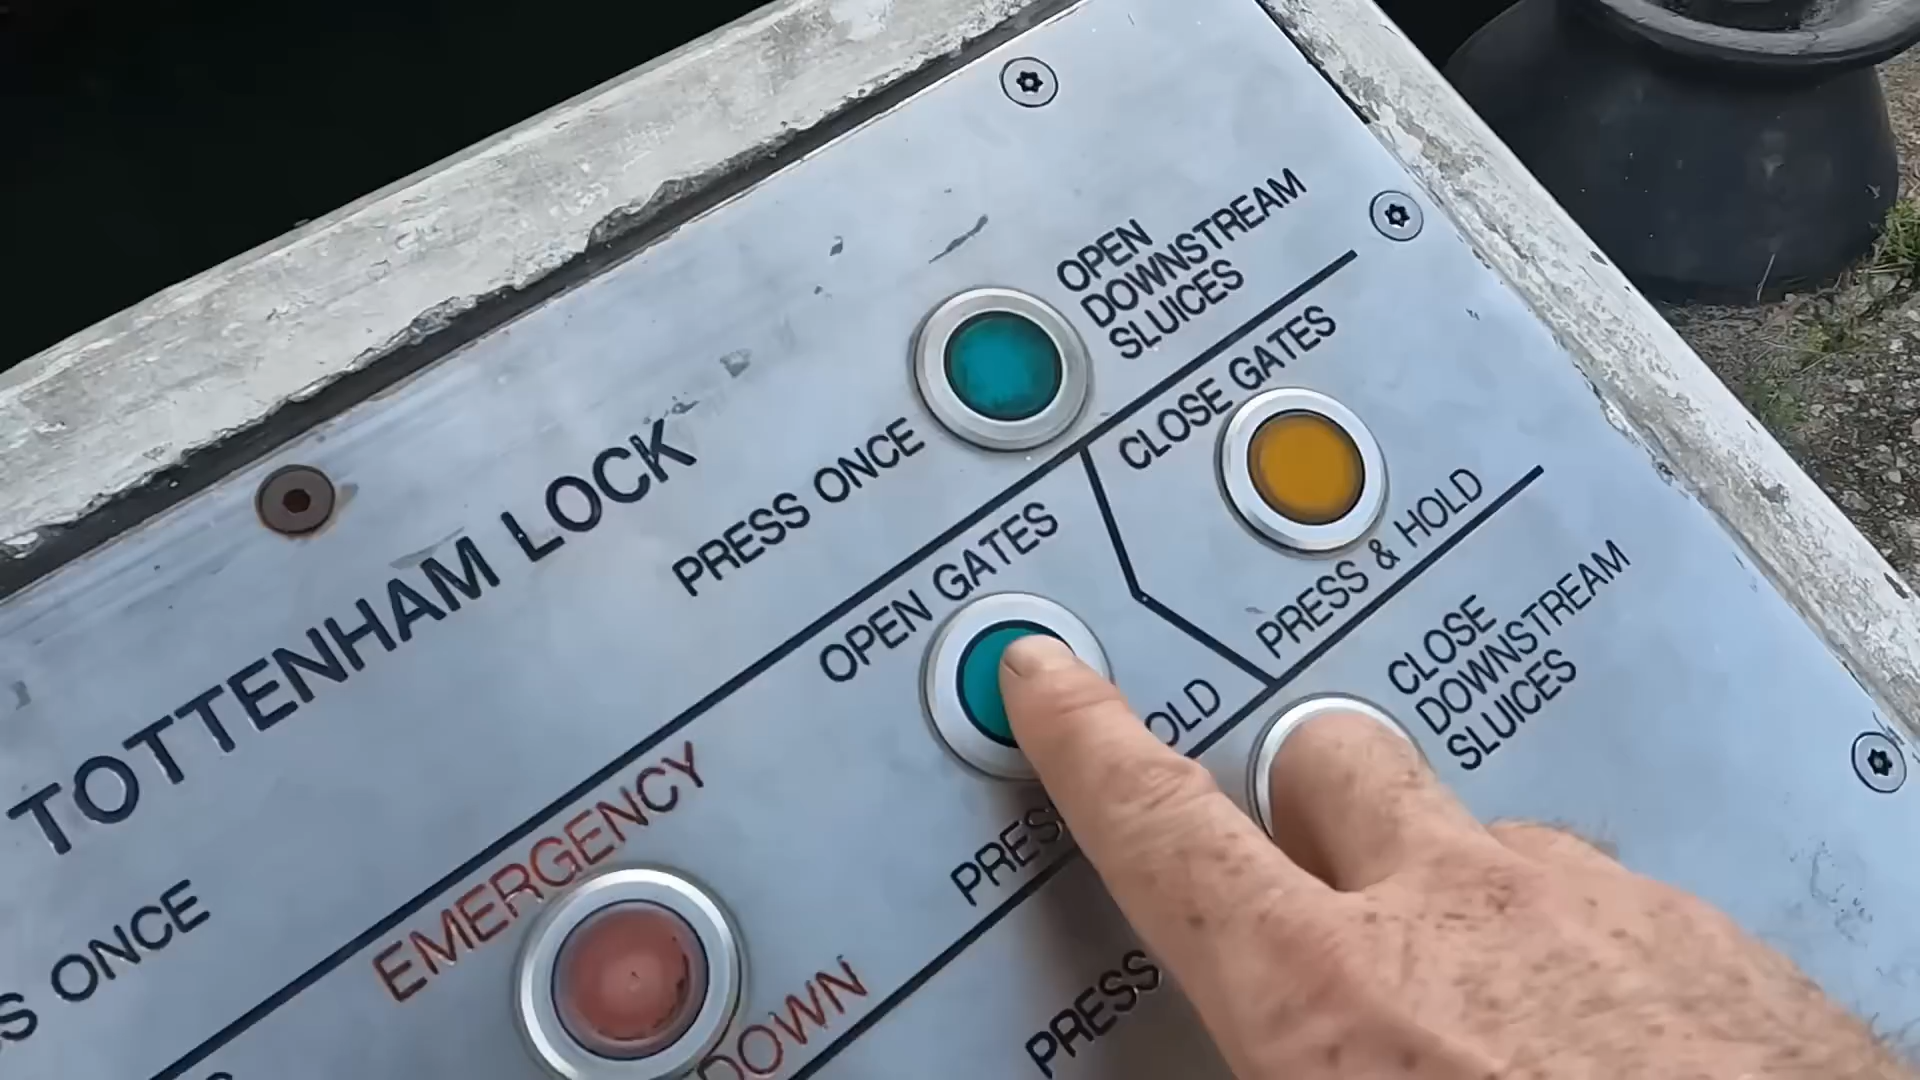 TOTTENHAM LOCK
OPEN
DOWNSTREAM
SLUICES
PRESS ONCE
CLOSE GATES
PRESS & HOLD
OPEN GATES
CLOSE
DOWNSTREAM
SLUICES
PRESS
ONCE
EMERGENCY
DOWN